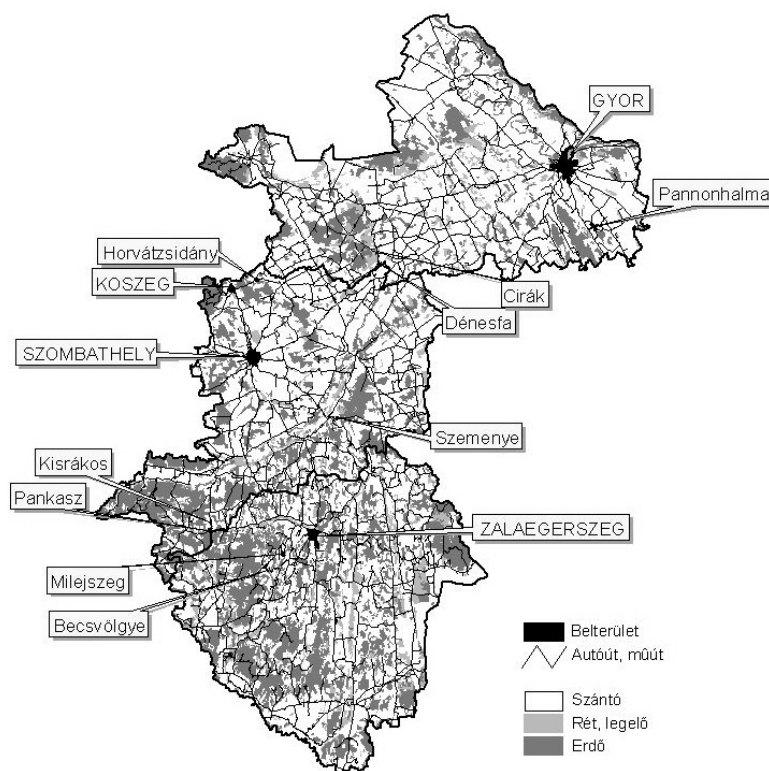 GYOR
Pannonhalma
Horvátzsidány
KOSZEG
Cirák
Dénesfa
SZOMBATHELY
Szemenye
Kisrákos
Pankasz
ZALAEGERSZEG
Milejszeg
Becsvölgye
Belterület
Autóút, mûút
Szántó
Rét, legelő
Erdő